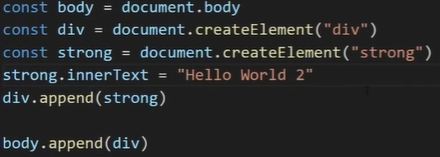 const body = document.body
const div = document.createElement("div")
const strong = document.createElement("strong")
strong.innerText = "Hello World 2"
div.append(strong)
body.append(div)